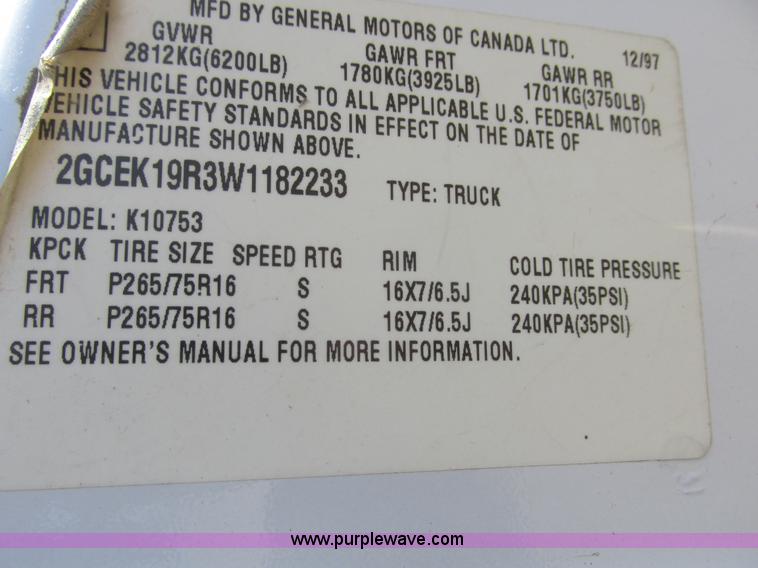 MFD BY GENERAL MOTORS OF CANADA LTD.
GVWR GAWR FRT GAWR RR 12/97
2812KG(6200LB) 1780KG(3925LB) 1701KG(3750LB)
HIS VEHICLE CONFORMS TO ALL APPLICABLE U.S. FEDERAL MOTOR
VEHICLE SAFETY STANDARDS IN EFFECT ON THE DATE OF
MANUFACTURE SHOWN ABOVE.
2GCEK19R3W1182233 TYPE: TRUCK
MODEL: K10753
KPCK TIRE SIZE SPEED RTG RIM COLD TIRE PRESSURE
FRT P265/75R16 S 16X7/6.5J 240KPA(35PSI)
RR P265/75R16 S 16X7/6.5J 240KPA(35PSI)
SEE OWNER'S MANUAL FOR MORE INFORMATION.
www.purplewave.com